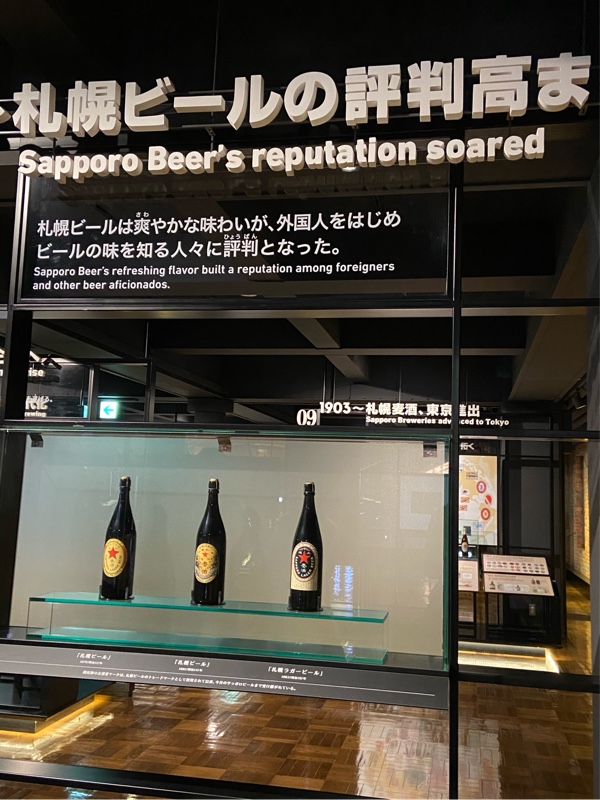 札幌ビールの評判高ま
Sapporo Beer's reputation soared
札幌ビールは爽やかな味わいが、外国人をはじめ
ビールの味を知る人々に評判となった。
Sapporo Beer's refreshing flavor built a reputation among foreigners
and other beer aficionados.
09
1903〜札幌麦酒、東京進出
Sapporo Breweries advanced to Tokyo
「札幌ビール」
「札幌ビール」
「札幌ラガービール」